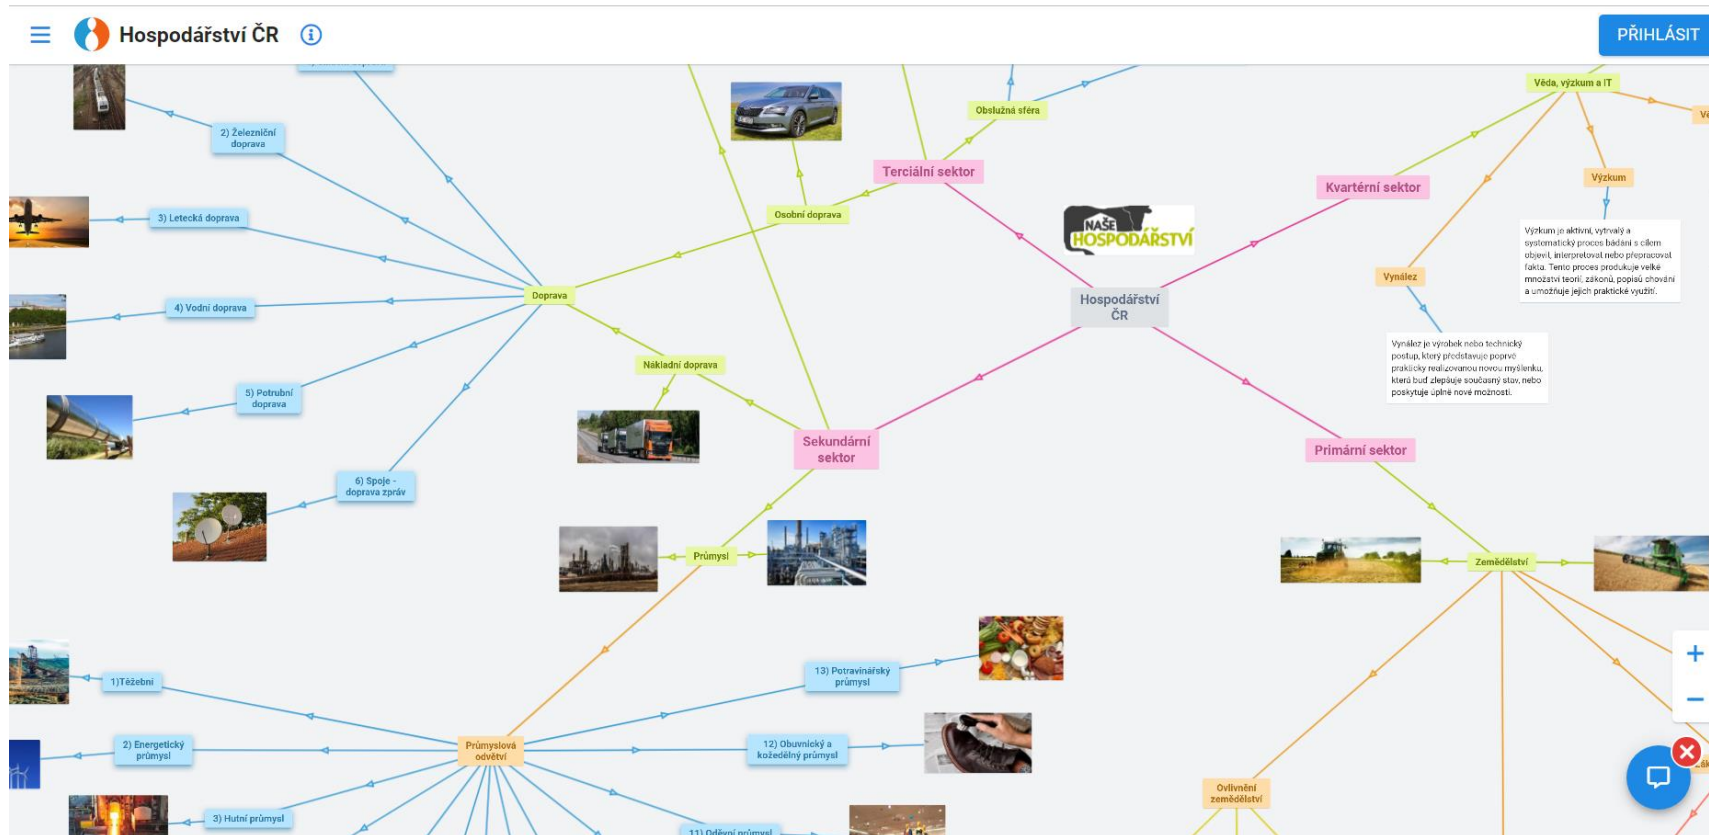 Hospodářství ČR
PŘIHLÁSIT
Věda, výzkum a IT
Obslužná sféra
2) Železniční
doprava
Terciální sektor
Kvartérní sektor
Výzkum
3) Letecká doprava
Osobní doprava
NAŠE
HOSPODÁŘSTVÍ
Výzkum je aktivní, vytrvalý a
systematický proces bádání s cílem
objevit, interpretovat nebo přepracovat
fakta. Tento proces produkuje velké
množství teorií, zákonů, popisů chování
a umožňuje jejich praktické využití.
Vynález
Doprava
Hospodářství
ČR
4) Vodní doprava
Vynález je výrobek nebo technický
postup, který představuje poprvé
prakticky realizovanou novou myšlenku,
která buď zlepšuje současný stav, nebo
poskytuje úplně nové možnosti.
Nákladní doprava
5) Potrubní
doprava
Sekundární
sektor
Primární sektor
6) Spoje -
doprava zpráv
Průmysl
Zemědělství
1)Těžební
13) Potravinářský
průmysl
2) Energetický
průmysl
Průmyslová
odvětví
12) Obuvnický a
kožedělný průmysl
Ovlivnění
zemědělství
3) Hutní průmysl
11) Oděvní průmysl